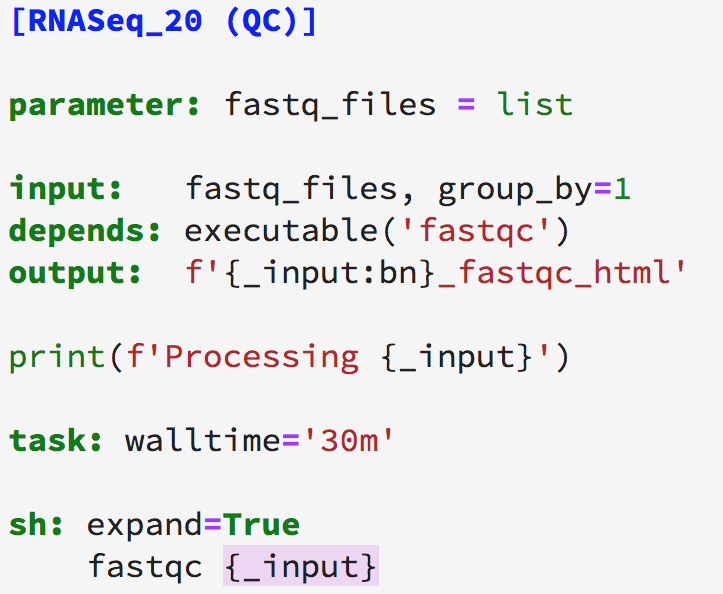 [RNASeq_20 (QC)]
parameter: fastq_files = list
input:   fastq_files, group_by=1
depends: executable('fastqc')
output:  f'{_input:bn}_fastqc_html'
print(f'Processing {_input}')
task: walltime='30m'
sh: expand=True
    fastqc {_input}